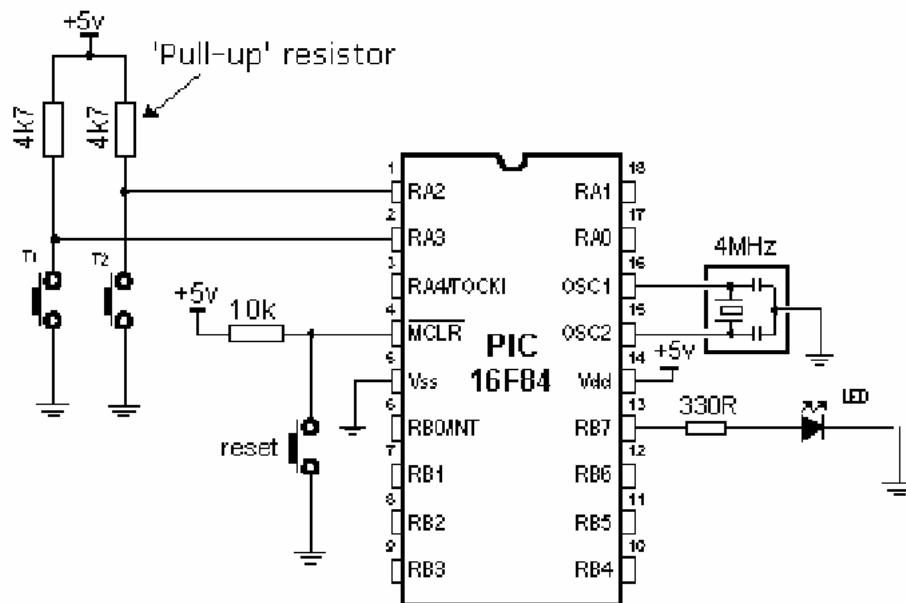 +5v
'Pull-up' resistor
4k7
4k7
T1
T2
+5v
10k
reset
1
RA2
2
RA3
3
RA4/TOCKI
4
MCLR
5
Vss
6
RB0/INT
7
RB1
8
RB2
9
RB3
PIC
16F84
18
RA1
17
RA0
16
OSC1
15
OSC2
14
Vdd
13
RB7
12
RB6
11
RB5
10
RB4
4MHz
+5v
330R
LED